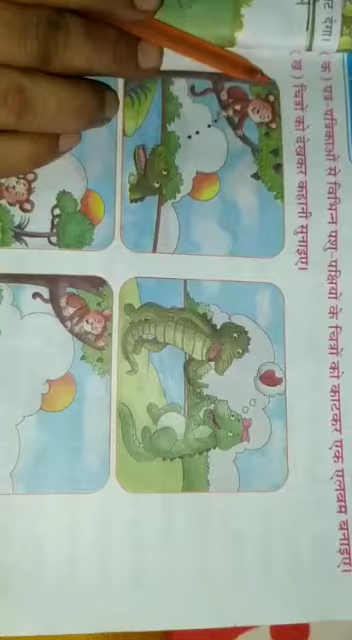 ट देगा।
(क) पत्र-पत्रिकाओं से विभिन्न पशु-पक्षियों के चित्रों को काटकर एक एलबम बनाइए।
(ख) चित्रों को देखकर कहानी सुनाइए।